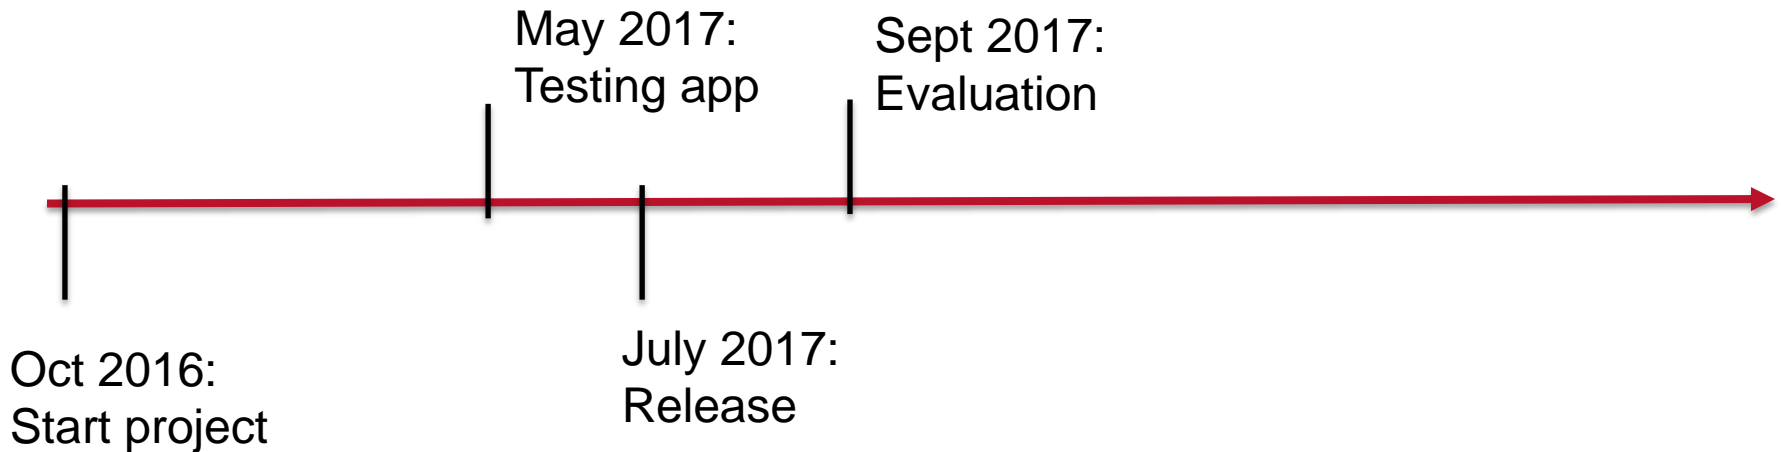 May 2017:
Testing app
Sept 2017:
Evaluation
Oct 2016:
Start project
July 2017:
Release